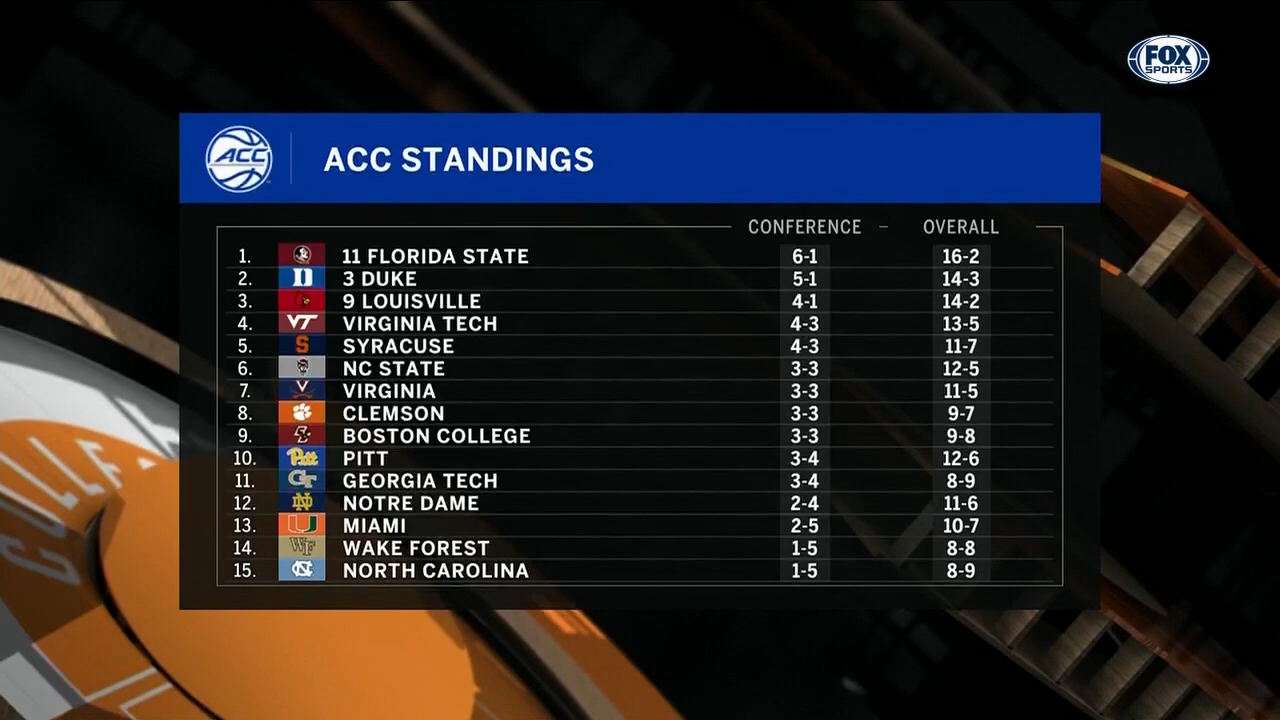 FOX
SPORTS
ACC
ACC STANDINGS
CONFERENCE – OVERALL
1. 11 FLORIDA STATE 6-1 16-2
2. D 3 DUKE 5-1 14-3
3. 9 LOUISVILLE 4-1 14-2
4. VT VIRGINIA TECH 4-3 13-5
5. S SYRACUSE 4-3 11-7
6. NC STATE 3-3 12-5
7. V VIRGINIA 3-3 11-5
8. CLEMSON 3-3 9-7
9. BC BOSTON COLLEGE 3-3 9-8
10. Pitt PITT 3-4 12-6
11. GT GEORGIA TECH 3-4 8-9
12. ND NOTRE DAME 2-4 11-6
13. U MIAMI 2-5 10-7
14. WF WAKE FOREST 1-5 8-8
15. NC NORTH CAROLINA 1-5 8-9
COLLEGE